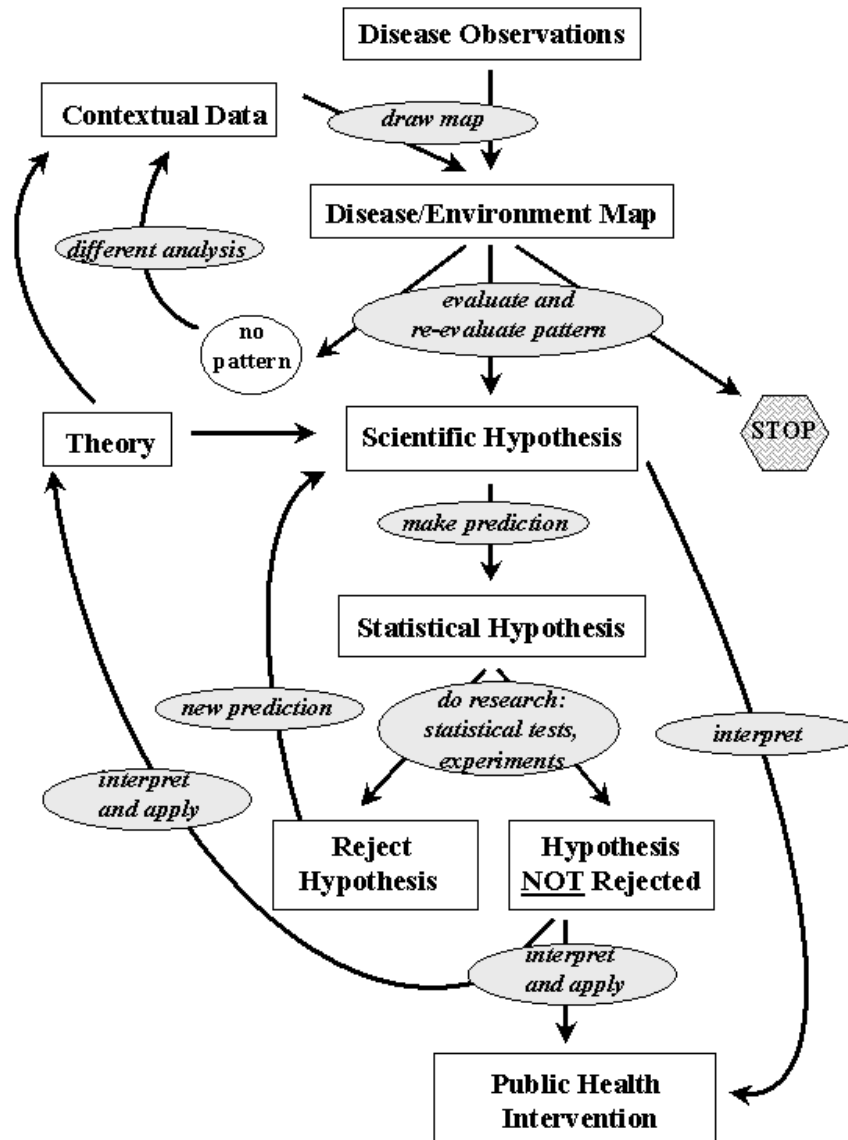 Disease Observations
Contextual Data
draw map
Disease/Environment Map
different analysis
evaluate and
re-evaluate pattern
no
pattern
STOP
Theory
Scientific Hypothesis
make prediction
Statistical Hypothesis
new prediction
do research:
statistical tests,
experiments
interpret
interpret
and apply
Reject
Hypothesis
Hypothesis
NOT Rejected
interpret
and apply
Public Health
Intervention